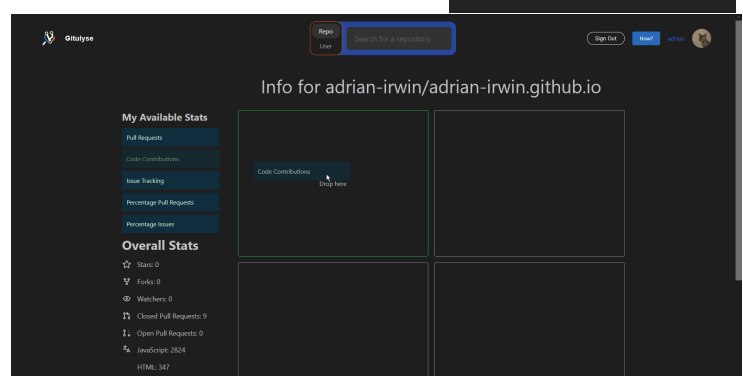 Gitulyse
Repo
User
Search for a repository
Sign Out
How?
adrian
Info for adrian-irwin/adrian-irwin.github.io
My Available Stats
Pull Requests
Code Contributions
Issue Tracking
Percentage Pull Requests
Percentage Issues
Code Contributions
Drop here
Overall Stats
Stars: 0
Forks: 0
Watchers: 0
Closed Pull Requests: 9
Open Pull Requests: 0
JavaScript: 2824
HTML: 347